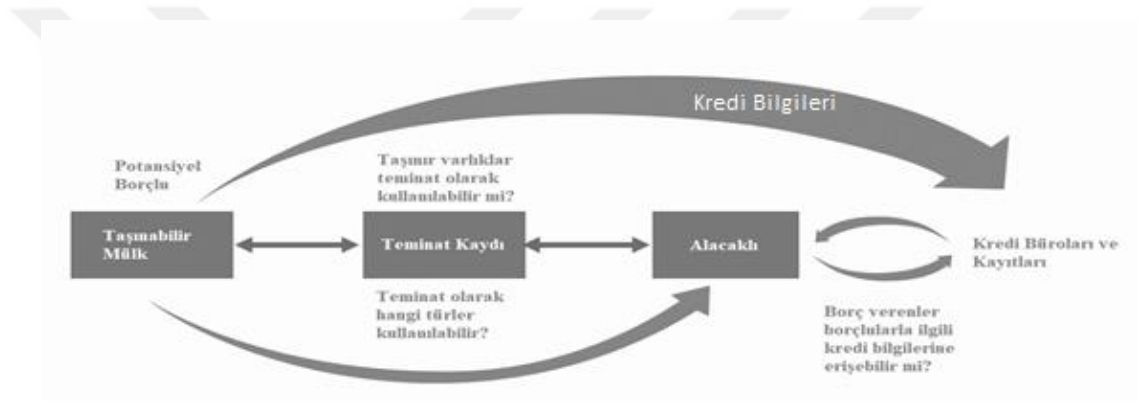 Kredi Bilgileri
Potansiyel
Borçlu
Taşınır varlıklar
teminat olarak
kullanılabilir mi?
Taşınabilir
Mülk
Teminat Kaydı
Alacaklı
Kredi Büroları ve
Kayıtları
Teminat olarak
hangi türler
kullanılabilir?
Borç verenler
borçlularla ilgili
kredi bilgilerine
erişebilir mi?